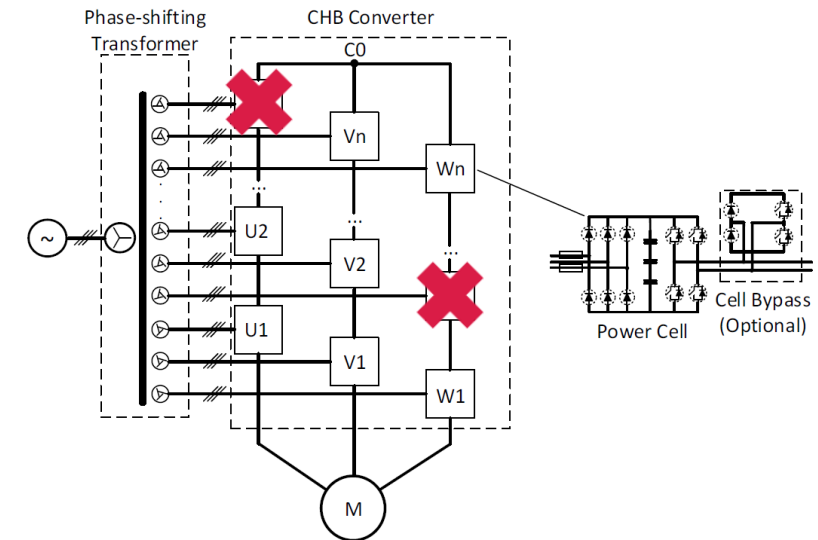 Phase-shifting
Transformer
CHB Converter
C0
Vn
Wn
...
...
...
U2
V2
U1
V1
W1
~
M
Power Cell
Cell Bypass
(Optional)